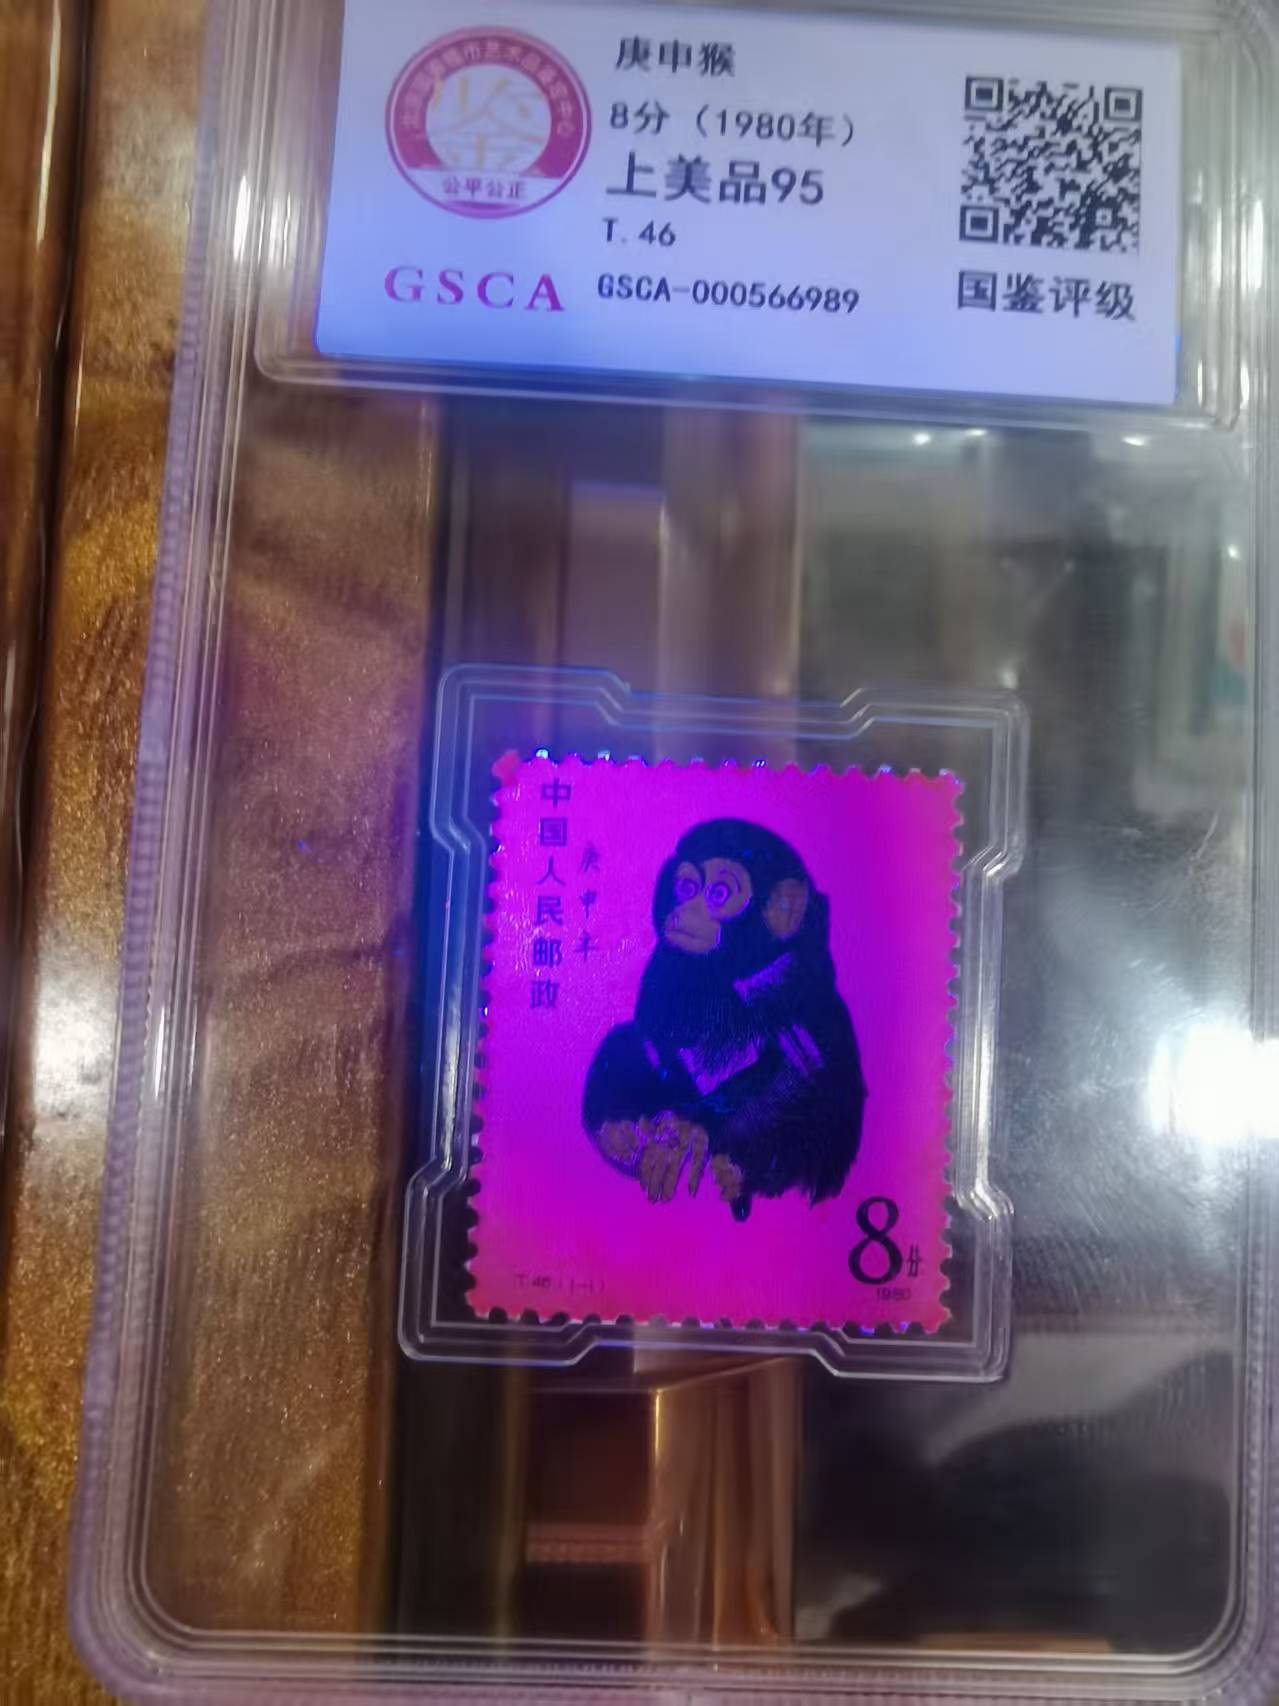 庚申猴
8分（1980年）
上美品95
T.46
GSCA-000566989
公平公正
GSCA
国鉴评级
中国人民邮政
庚申年
8分
1980
T.46.(1-1)